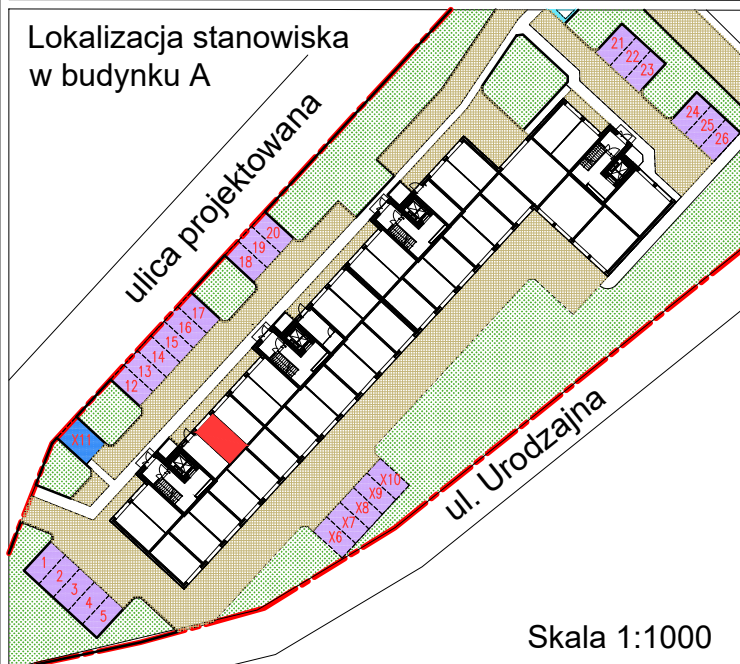 Lokalizacja stanowiska
w budynku A
ulica projektowana
21
22
23
24
25
26
20
19
18
17
16
15
14
13
12
X11
X10
X9
X8
X7
X6
ul. Urodzajna
1
2
3
4
5
Skala 1:1000